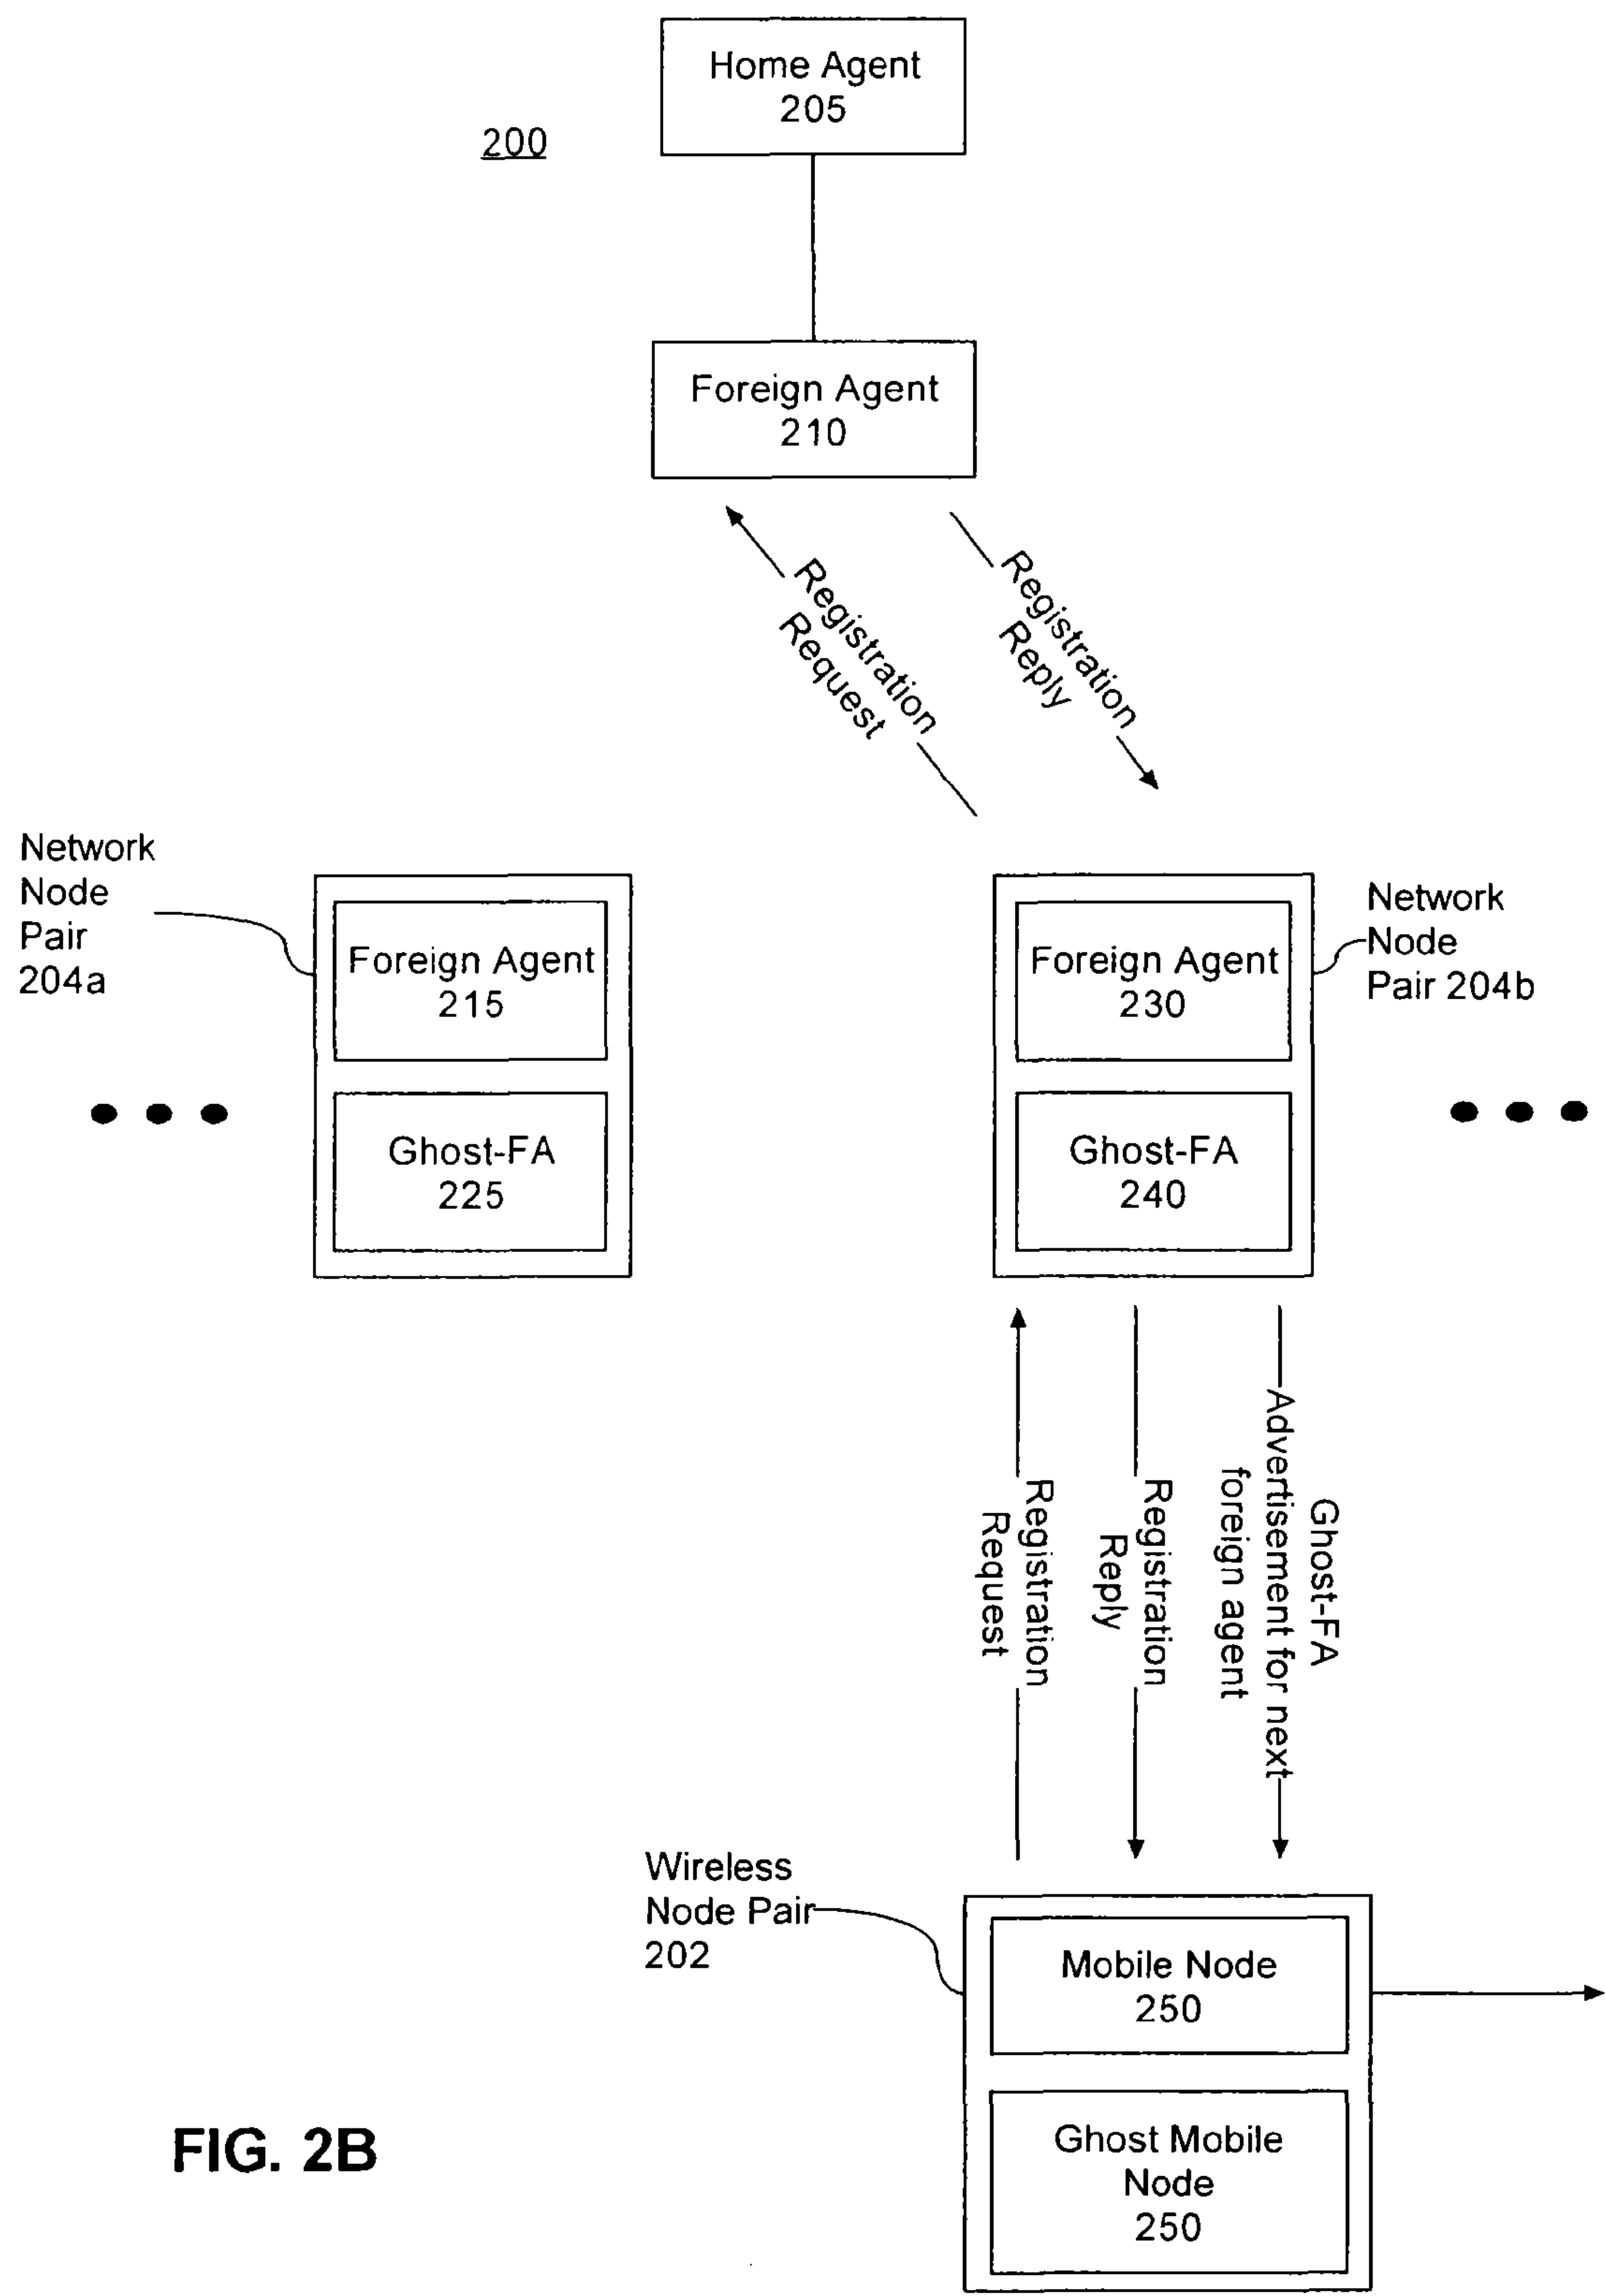 Home Agent
205
200
Foreign Agent
210
Registration
Request
Registration
Reply
Network
Node
Pair
204a
Foreign Agent
215
Ghost-FA
225
Foreign Agent
230
Ghost-FA
240
Network
Node
Pair 204b
Registration
Request
Registration
Reply
Ghost-FA
Advertisement for next
foreign agent
Wireless
Node Pair
202
Mobile Node
250
Ghost Mobile
Node
250
FIG. 2B